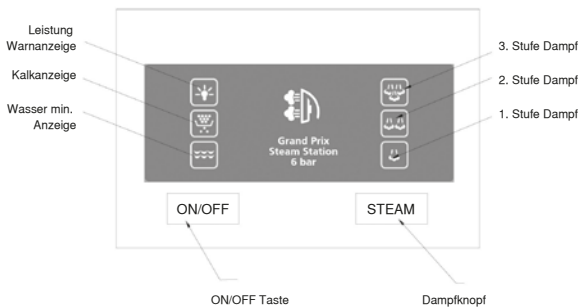 Leistung
Warnanzeige
Kalkanzeige
Wasser min.
Anzeige
3. Stufe Dampf
2. Stufe Dampf
1. Stufe Dampf
Grand Prix
Steam Station
6 bar
ON/OFF
STEAM
ON/OFF Taste
Dampfknopf